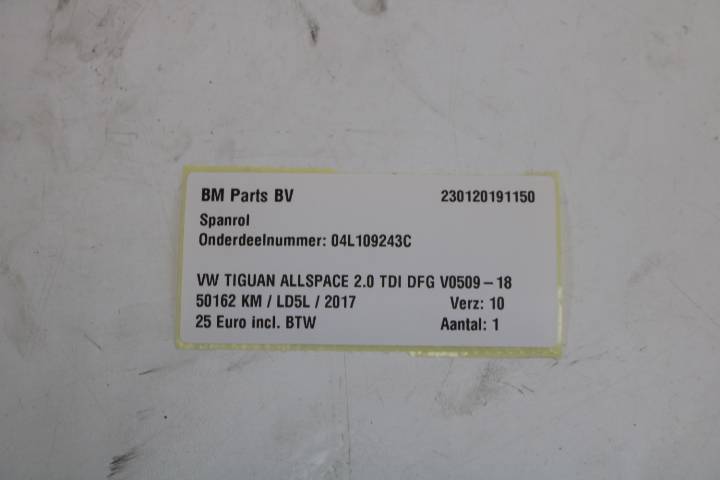 BM Parts BV 230120191150
Spanrol
Onderdeelnummer: 04L109243C
VW TIGUAN ALLSPACE 2.0 TDI DFG V0509-18
50162 KM / LD5L / 2017 Verz: 10
25 Euro incl. BTW Aantal: 1